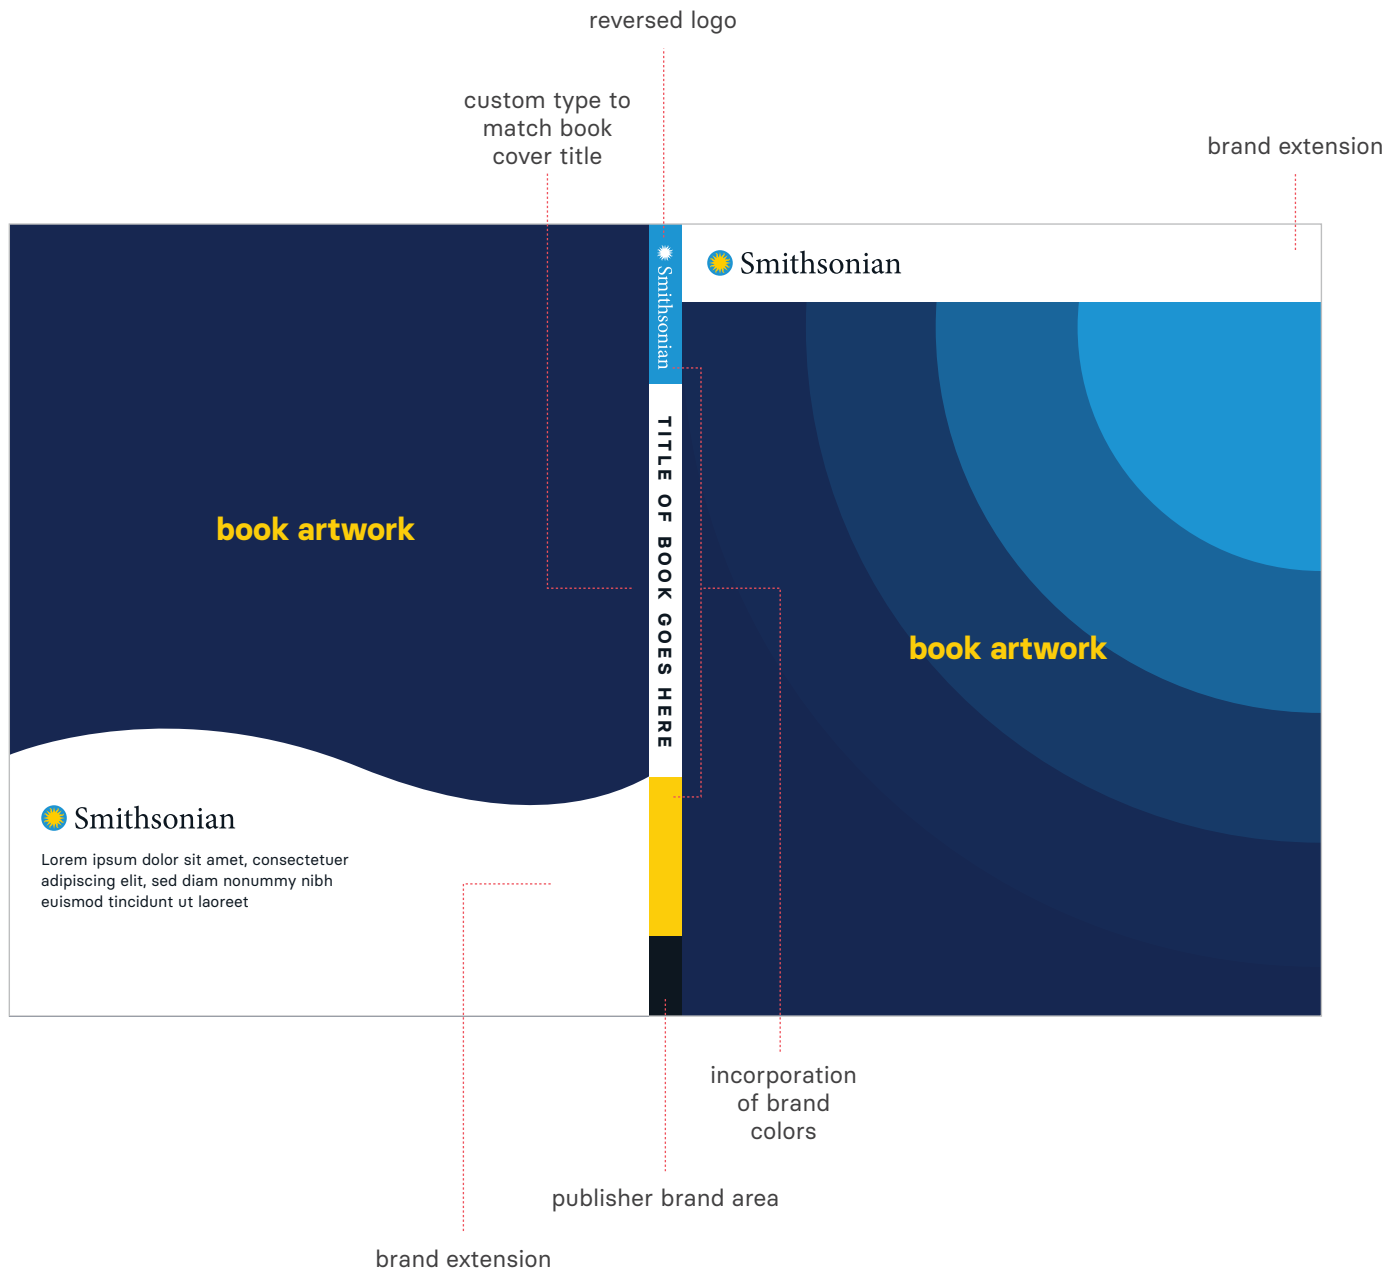 reversed logo
custom type to
match book
cover title
brand extension
Smithsonian
Smithsonian
TITLE OF BOOK GOES HERE
book artwork
book artwork
Smithsonian
Lorem ipsum dolor sit amet, consectetuer
adipiscing elit, sed diam nonummy nibh
euismod tincidunt ut laoreet
incorporation
of brand
colors
publisher brand area
brand extension